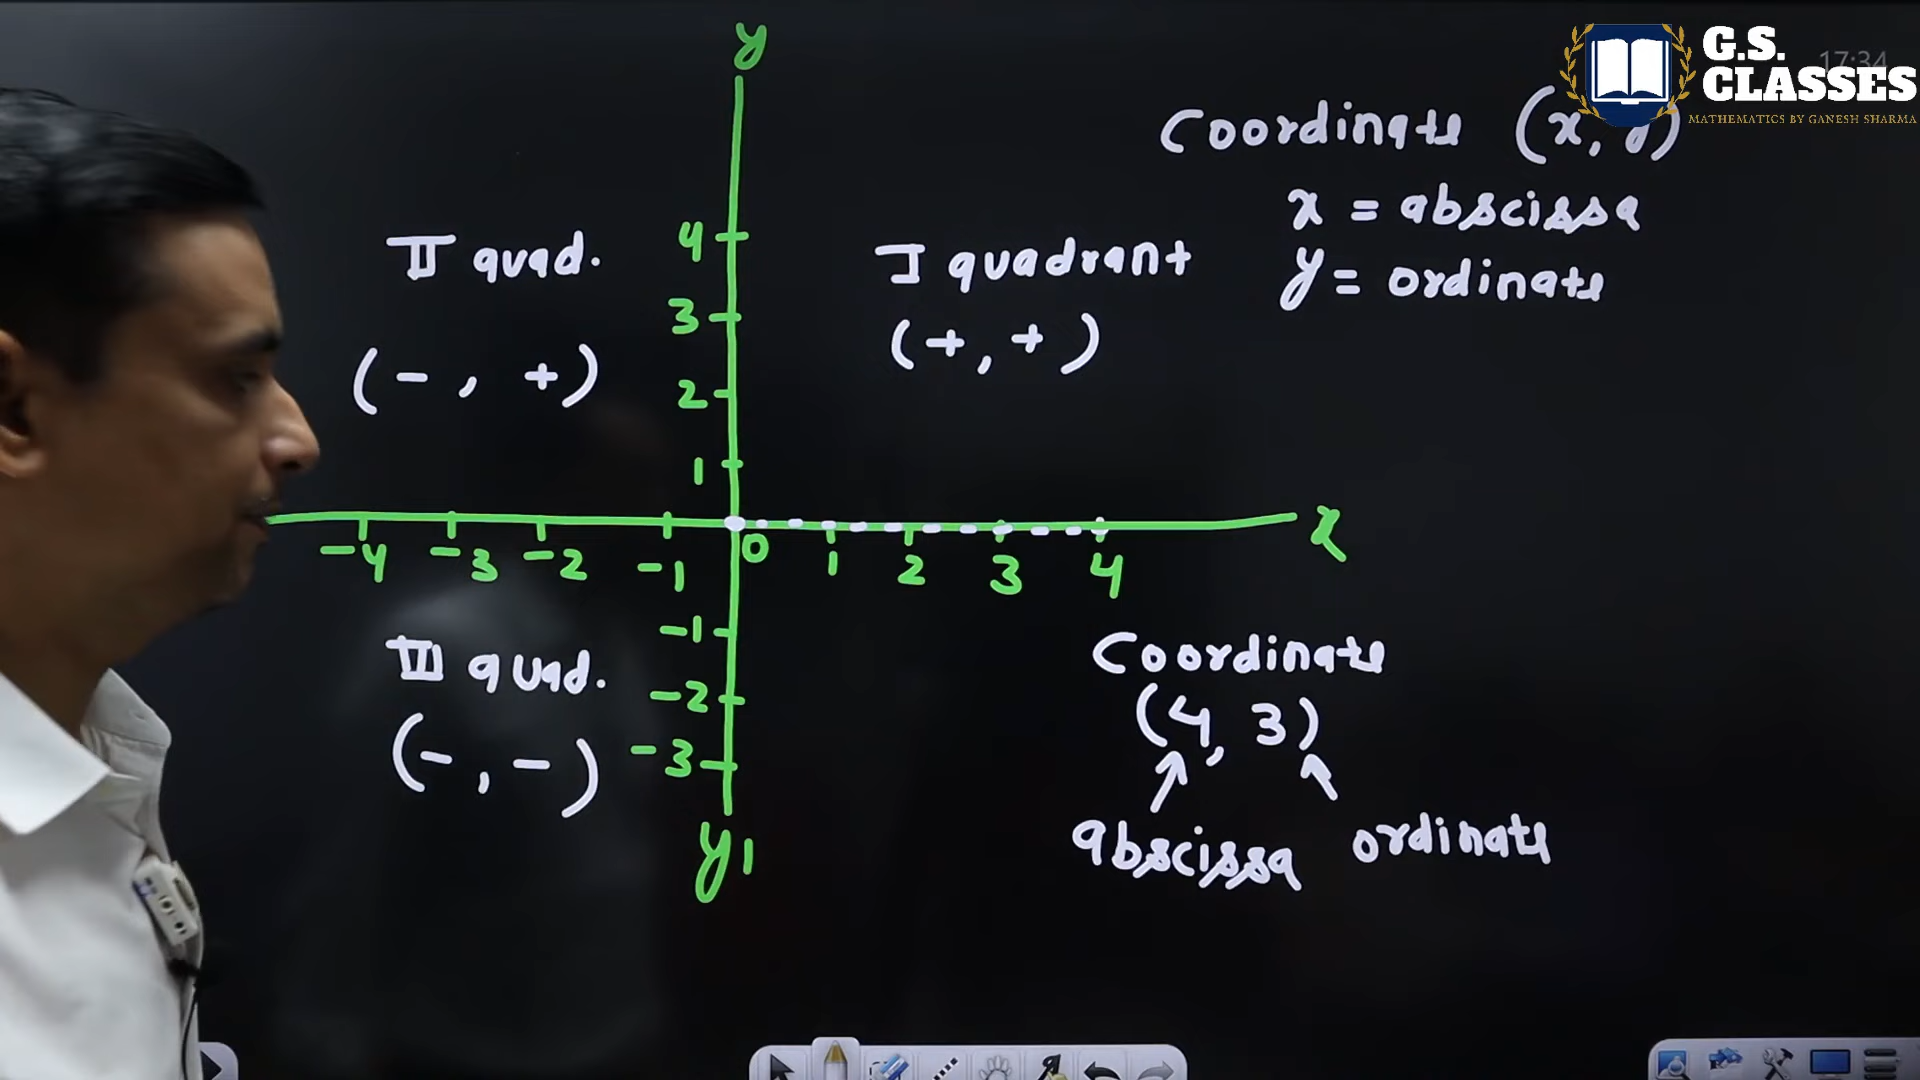 G.S.
CLASSES
MATHEMATICS BY GANESH SHARMA
17:34
Coordinate (x, y)
x = abscissa
y = ordinate
y
II quad.
(-, +)
I quadrant
(+, +)
4
3
2
1
-4 -3 -2 -1 0 1 2 3 4
x
-1
-2
-3
y1
III quad.
(-, -)
Coordinate
(4, 3)
abscissa ordinate